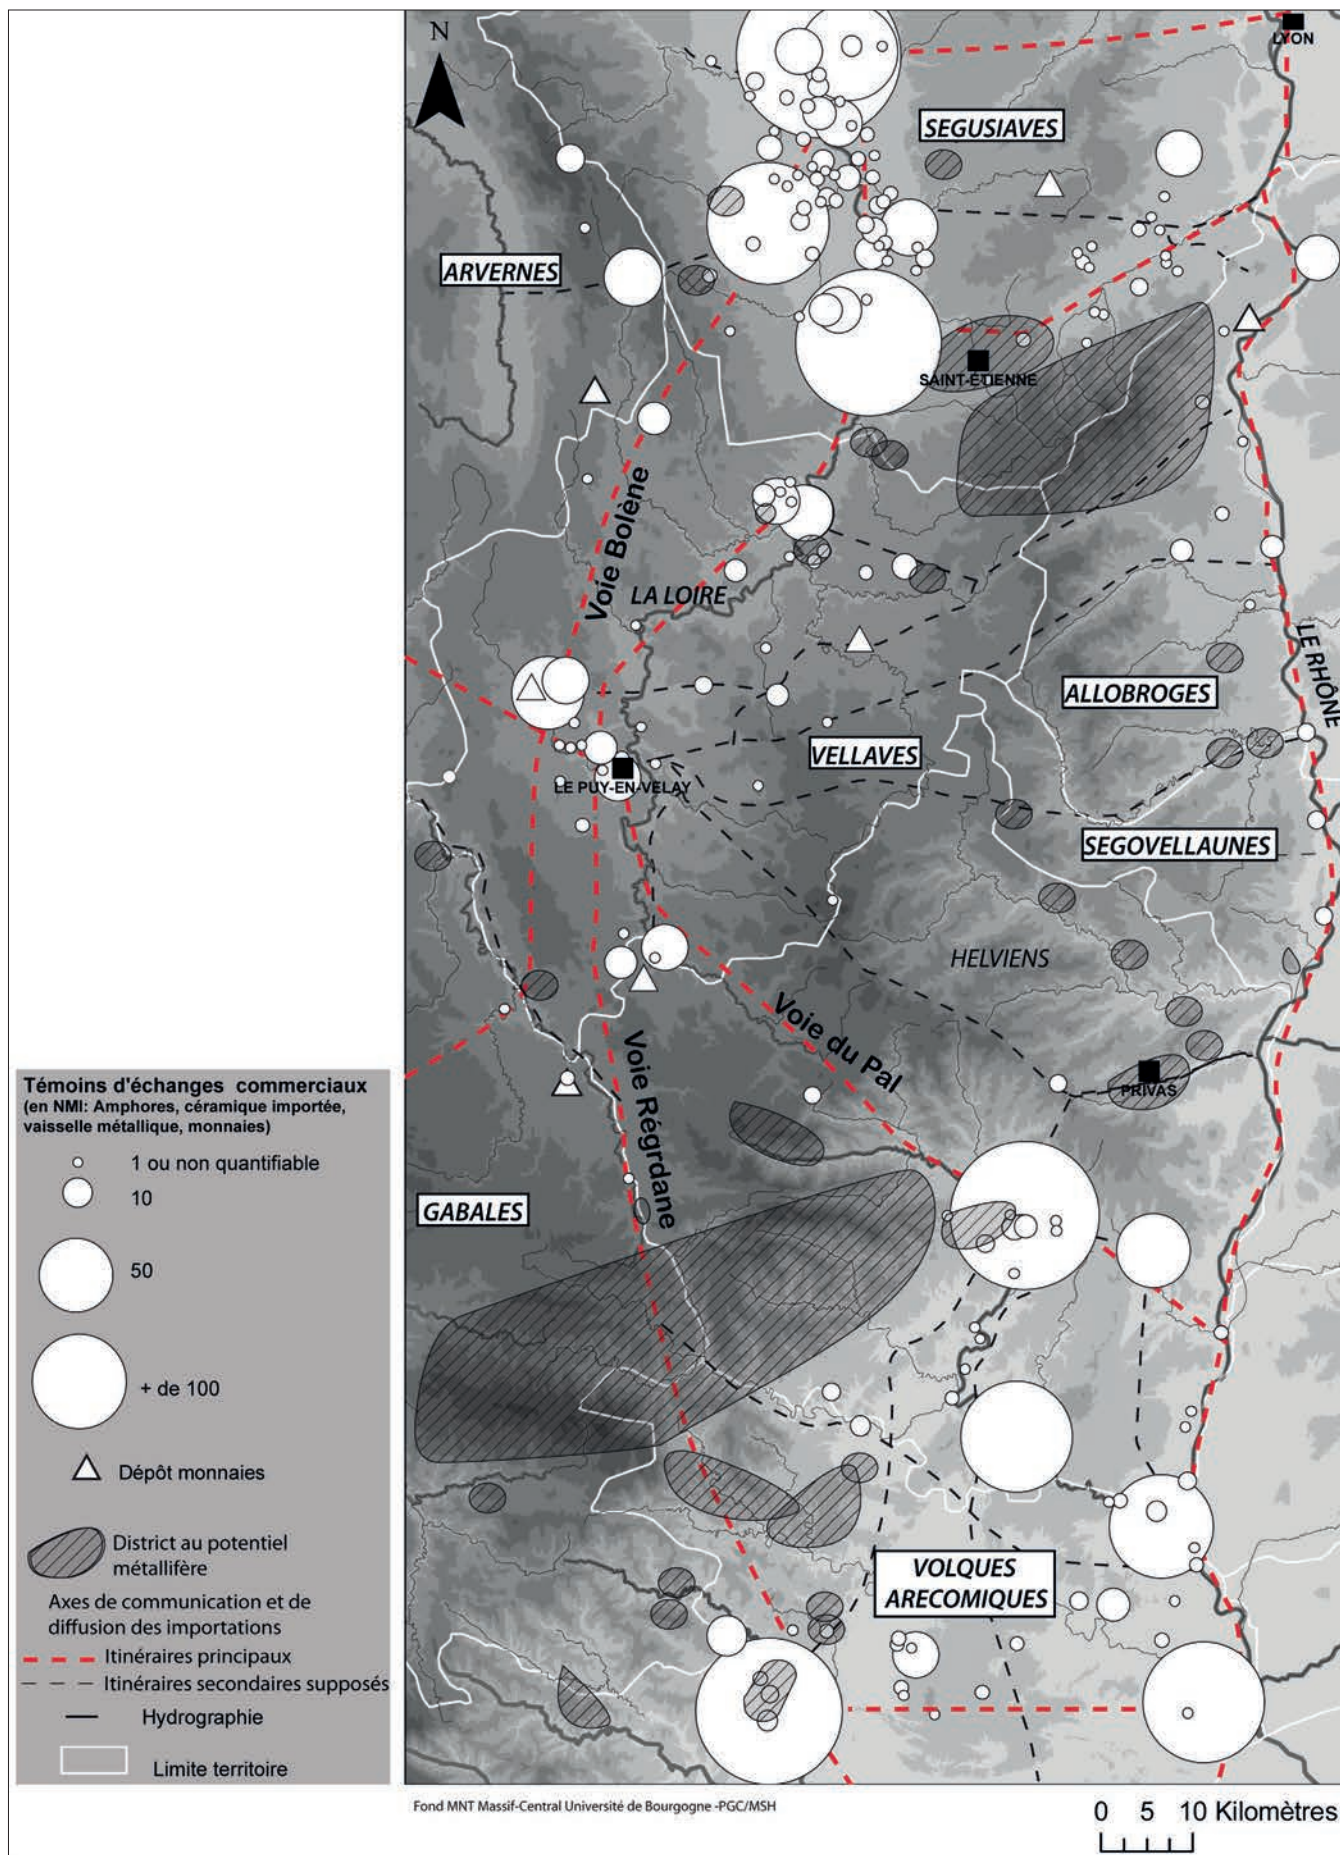 N
LYON
SEGUSIAVES
ARVERNES
SAINT-ÉTIENNE
Voie Bolène
LA LOIRE
LE RHÔNE
ALLOBROGES
VELLAVES
LE PUY-EN-VELAY
SEGOVELLAUNES
HELVIENS
Voie du Pal
Voie Régrdane
PRIVAS
GABALES
VOLQUES
ARECOMIQUES
Témoins d'échanges commerciaux
(en NMI: Amphores, céramique importée,
vaisselle métallique, monnaies)
1 ou non quantifiable
10
50
+ de 100
Dépôt monnaies
District au potentiel
métallifère
Axes de communication et de
diffusion des importations
Itinéraires principaux
Itinéraires secondaires supposés
Hydrographie
Limite territoire
Fond MNT Massif-Central Université de Bourgogne -PGC/MSH
0 5 10 Kilomètres